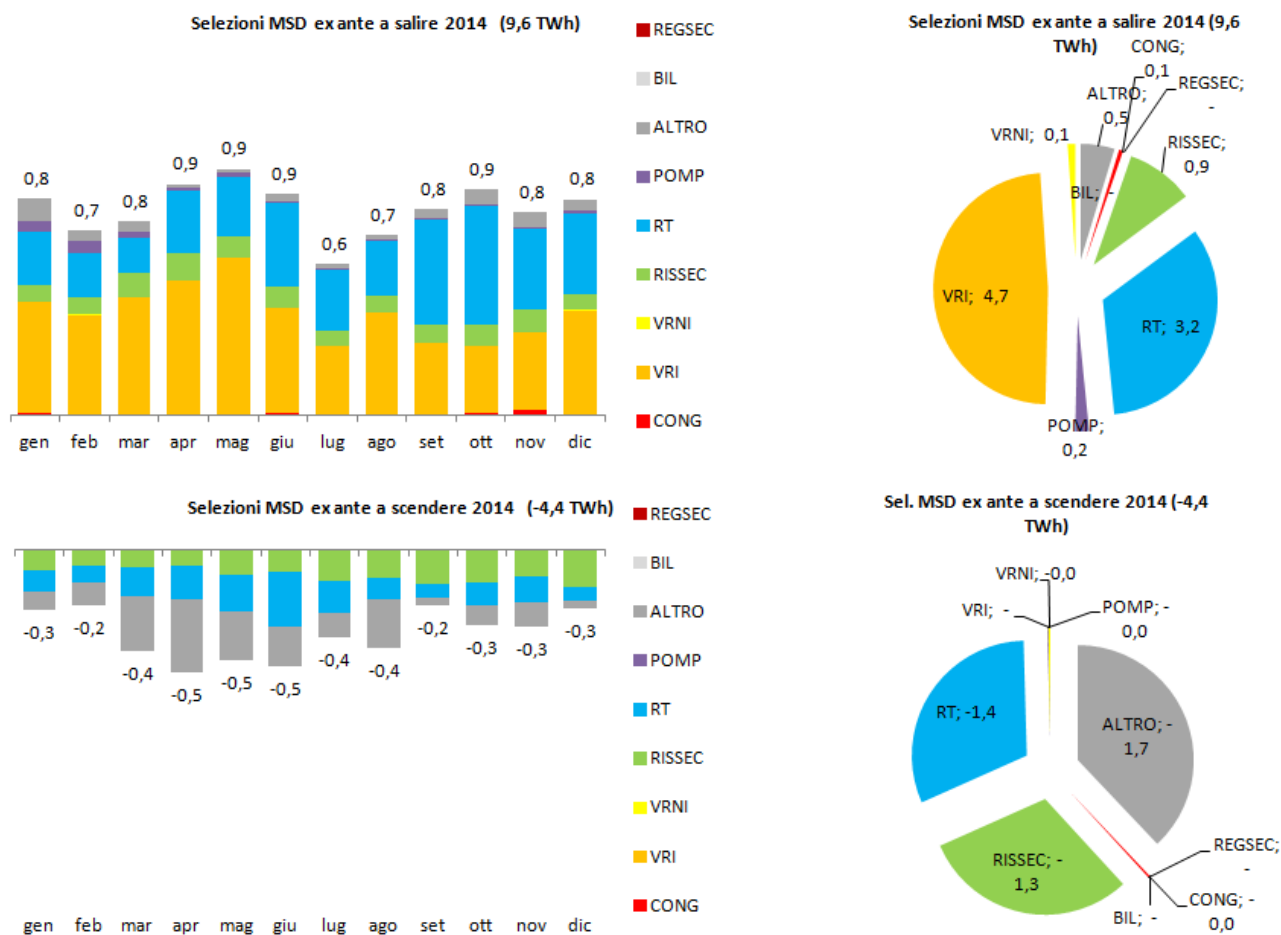 Selezioni MSD ex ante a salire 2014 (9,6 TWh)
0,8
0,7
0,8
0,9
0,9
0,9
0,6
0,7
0,8
0,9
0,8
0,8
gen feb mar apr mag giu lug ago set ott nov dic
REGSEC
BIL
ALTRO
POMP
RT
RISSEC
VRNI
VRI
CONG
Selezioni MSD ex ante a salire 2014 (9,6
TWh)
CONG;
0,1
REGSEC;
-
ALTRO;
0,5
VRNI; 0,1
RISSEC;
0,9
BIL; -
VRI; 4,7
RT; 3,2
POMP;
0,2
Selezioni MSD ex ante a scendere 2014 (-4,4 TWh)
-0,3
-0,2
-0,4
-0,5
-0,5
-0,5
-0,4
-0,4
-0,2
-0,3
-0,3
-0,3
gen feb mar apr mag giu lug ago set ott nov dic
REGSEC
BIL
ALTRO
POMP
RT
RISSEC
VRNI
VRI
CONG
Sel. MSD ex ante a scendere 2014 (-4,4
TWh)
VRNI; -0,0
VRI; -
POMP; -
0,0
RT; -1,4
ALTRO; -
1,7
RISSEC; -
1,3
REGSEC;
-
CONG; -
0,0
BIL; -